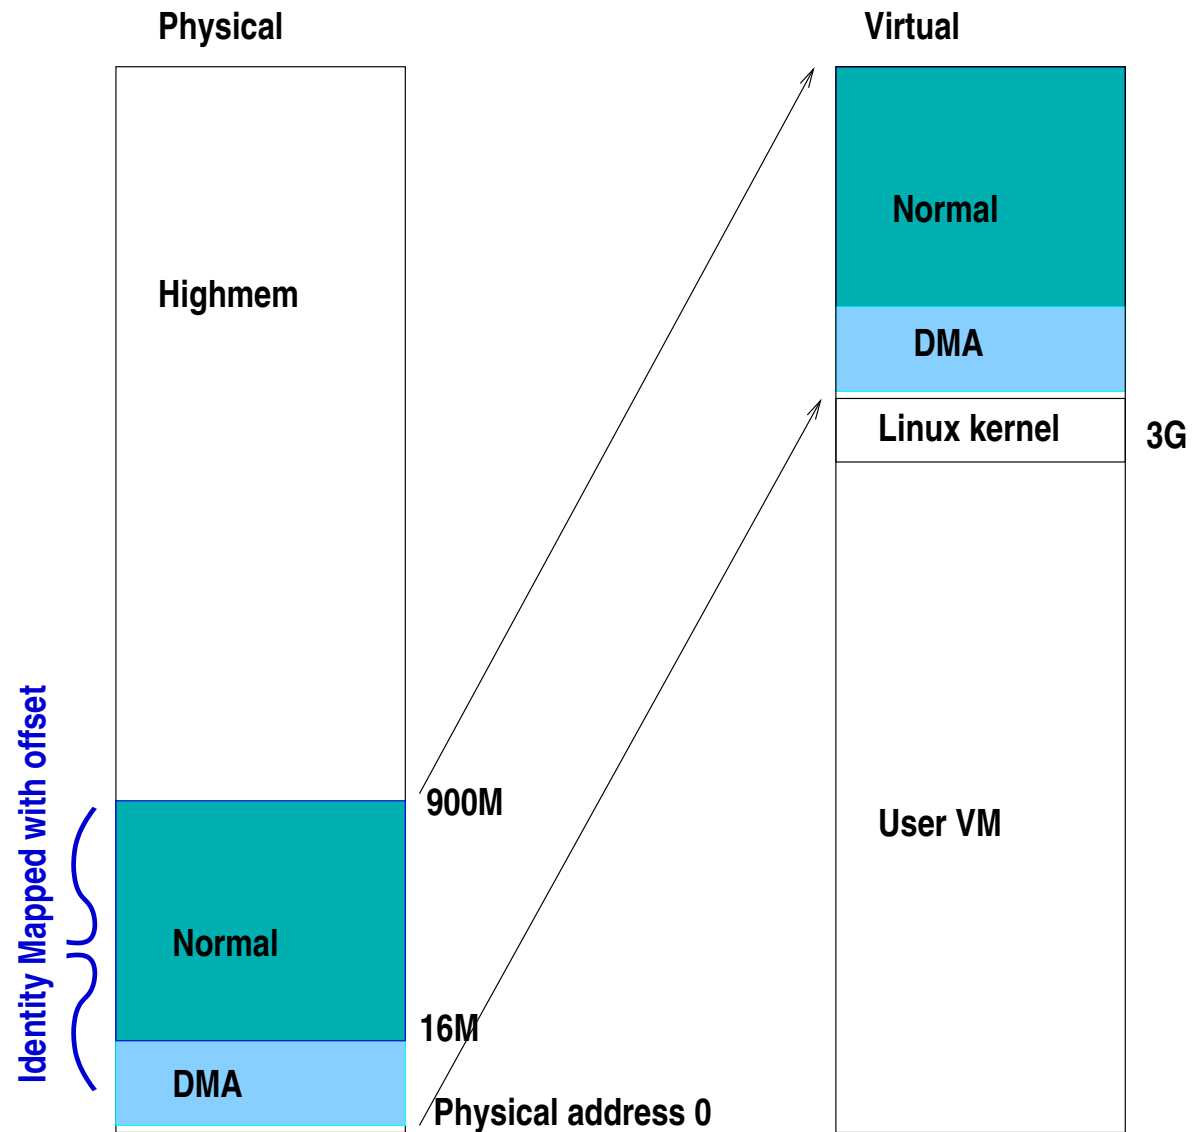 Physical
Virtual
Normal
Highmem
DMA
Linux kernel
3G
Identity Mapped with offset
900M
User VM
Normal
16M
DMA
Physical address 0